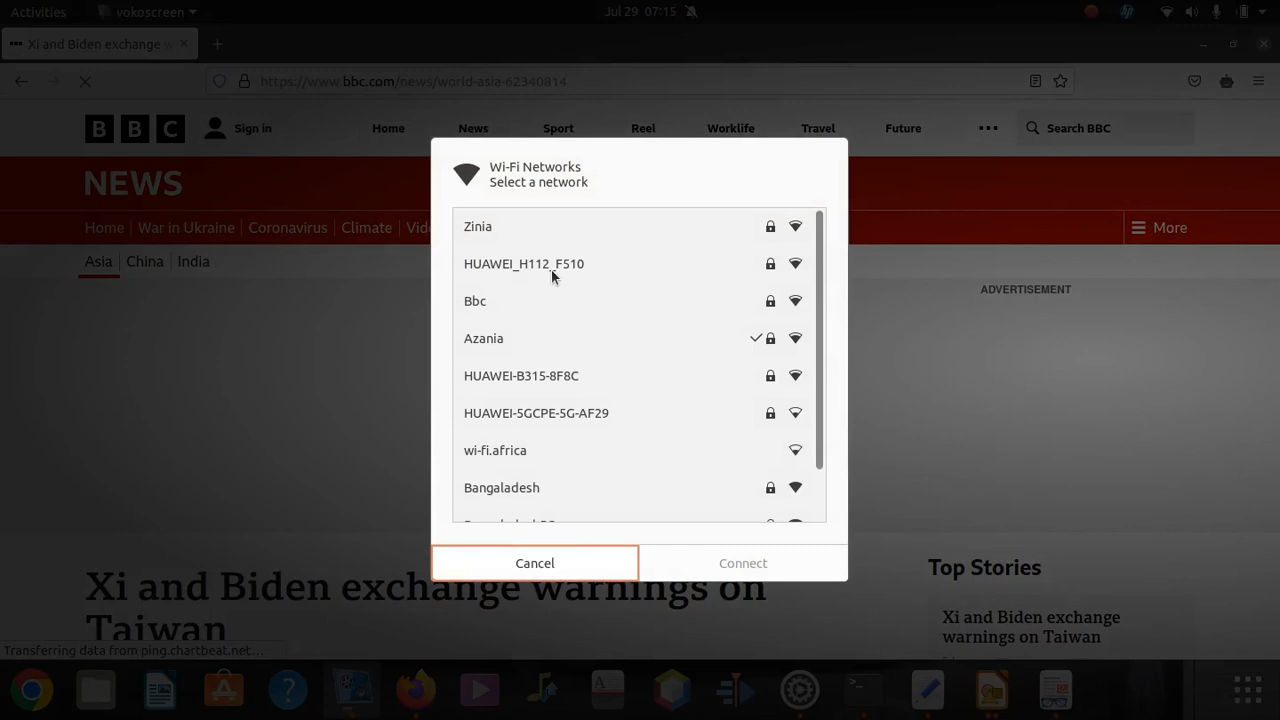 Activities vokoscreen Jul 29 07:15
Xi and Biden exchange w
https://www.bbc.com/news/world-asia-62340814
B B C Sign in Home News Sport Reel Worklife Travel Future Search BBC
NEWS
Home War in Ukraine Coronavirus Climate Vid More
Asia China India
ADVERTISEMENT
Wi-Fi Networks
Select a network
Zinia
HUAWEI_H112_F510
Bbc
Azania
HUAWEI-B315-8F8C
HUAWEI-5GCPE-5G-AF29
wi-fi.africa
Bangaladesh
Cancel Connect
Xi and Biden exchange warnings on
Taiwan
Top Stories
Xi and Biden exchange
warnings on Taiwan
Transferring data from ping.chartbeat.net...